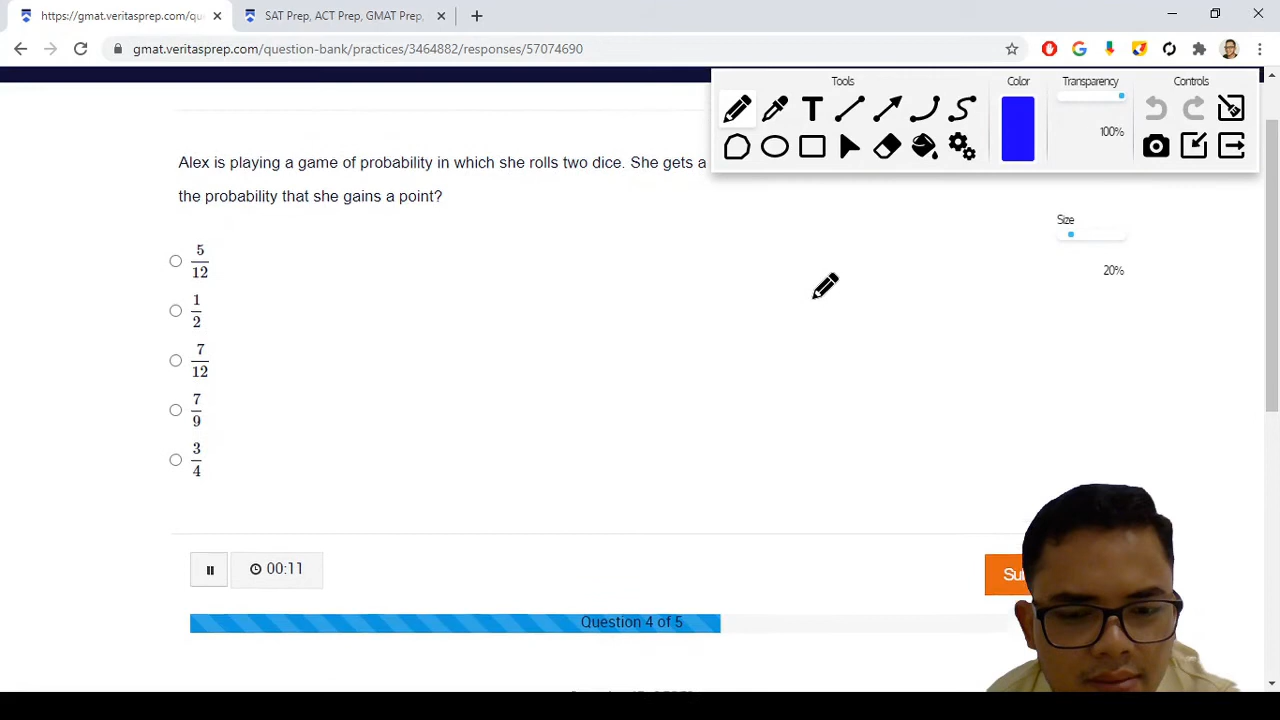 https://gmat.veritasprep.com/qu
SAT Prep, ACT Prep, GMAT Prep,
gmat.veritasprep.com/question-bank/practices/3464882/responses/57074690
Tools
Color
Transparency
Controls
100%
Size
20%
Alex is playing a game of probability in which she rolls two dice. She gets a
the probability that she gains a point?
5
12
1
2
7
12
7
9
3
4
00:11
Su
Question 4 of 5